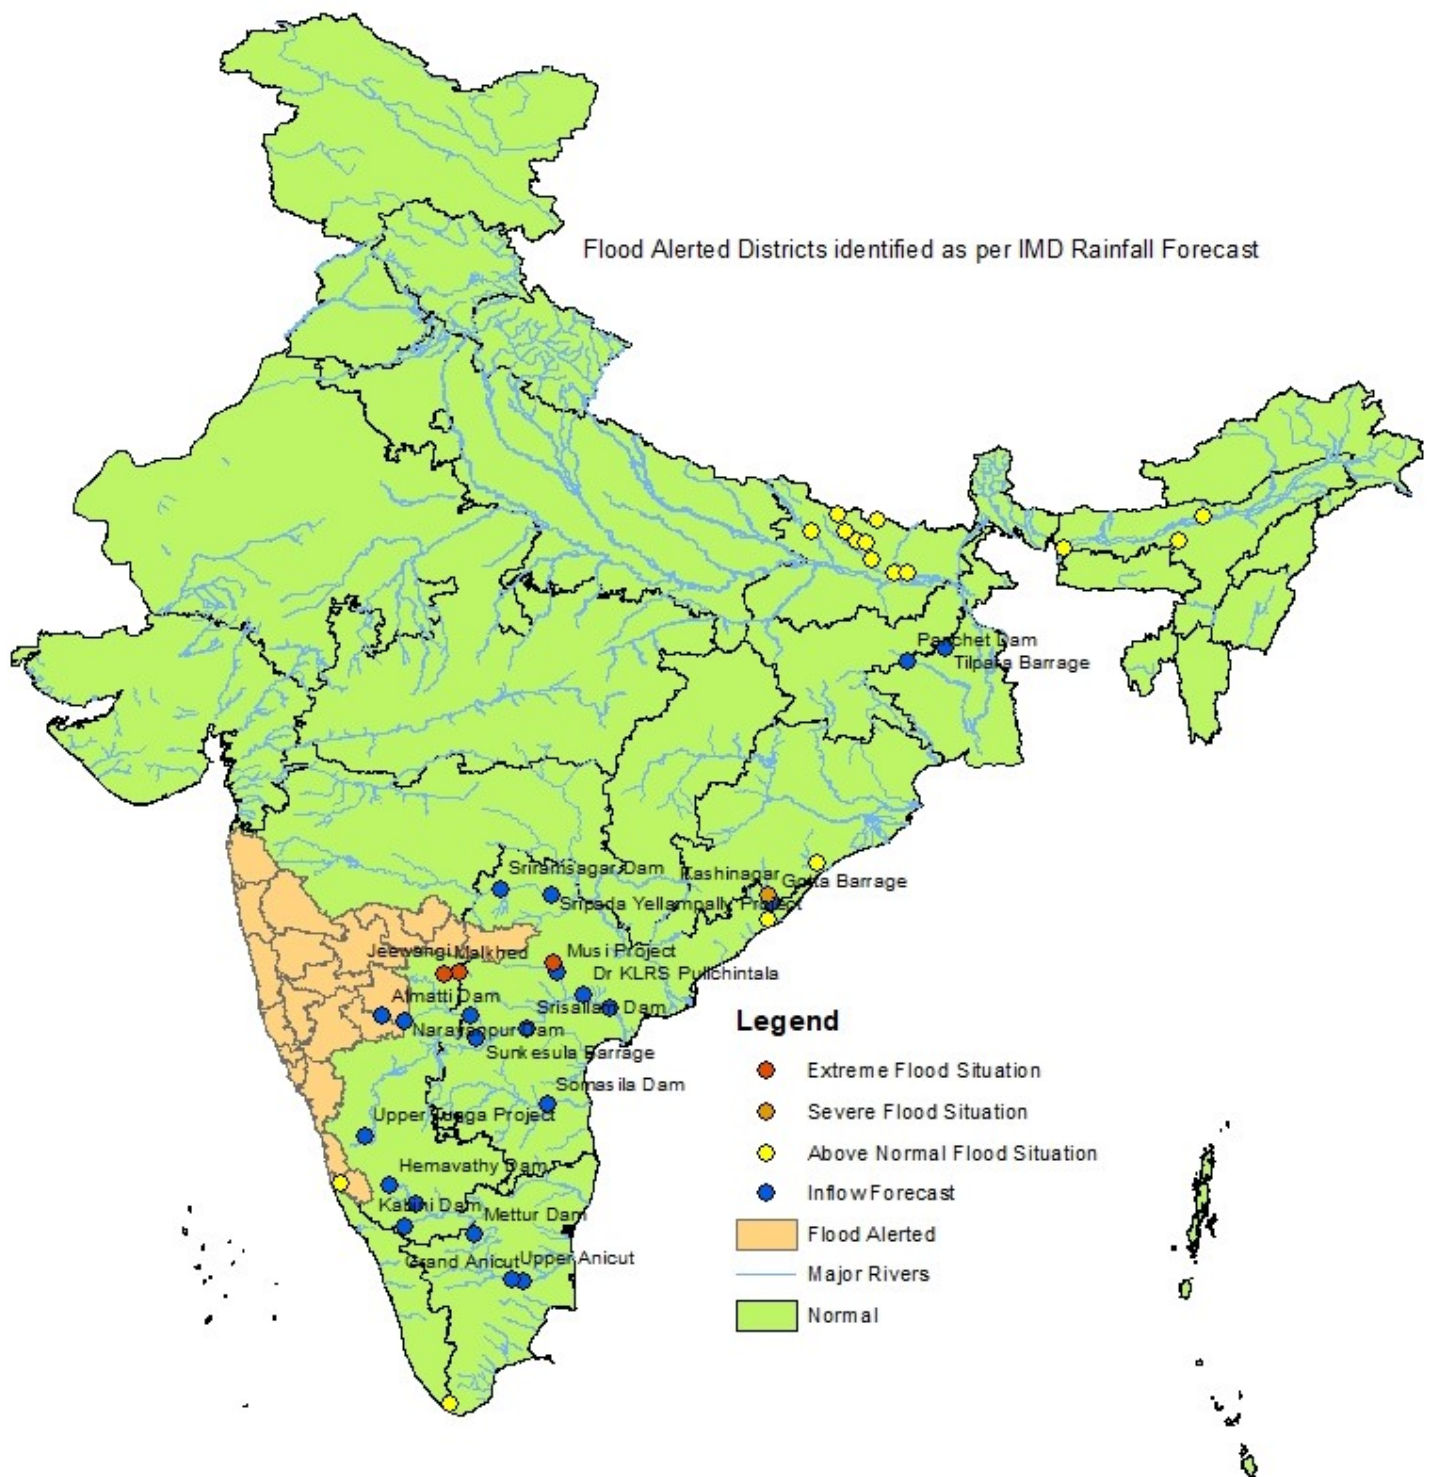 Flood Alerted Districts identified as per IMD Rainfall Forecast
Panchet Dam
Tilpara Barrage
Sriramsagar Dam
Kashinagar
Gotta Barrage
Sripada Yellampally Project
Jeewangi
Malkhed
Musi Project
Dr KLRS Pulichintala
Almatti Dam
Srisailam Dam
Narayanpur Dam
Sunkesula Barrage
Somasila Dam
Upper Tunga Project
Hemavathy Dam
Kabini Dam
Mettur Dam
Grand Anicut
Upper Anicut
Legend
Extreme Flood Situation
Severe Flood Situation
Above Normal Flood Situation
Inflow Forecast
Flood Alerted
Major Rivers
Normal